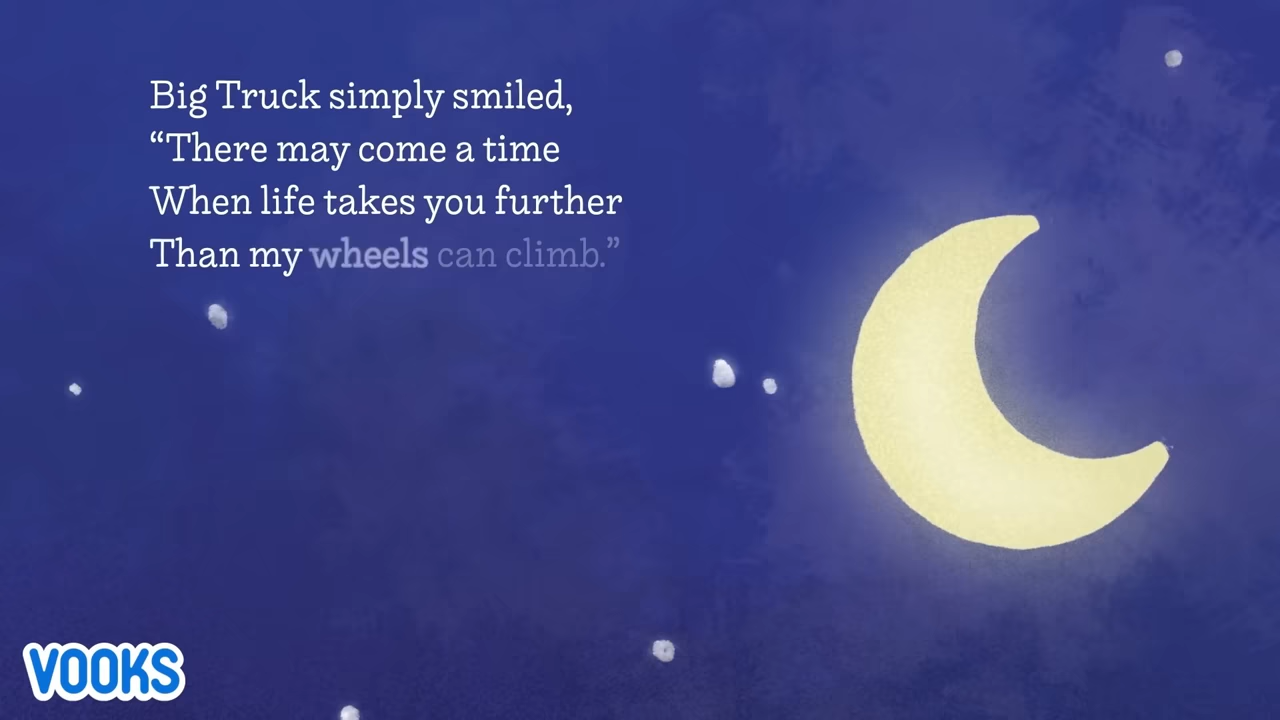 Big Truck simply smiled,
“There may come a time
When life takes you further
Than my wheels can climb.”
VOOKS